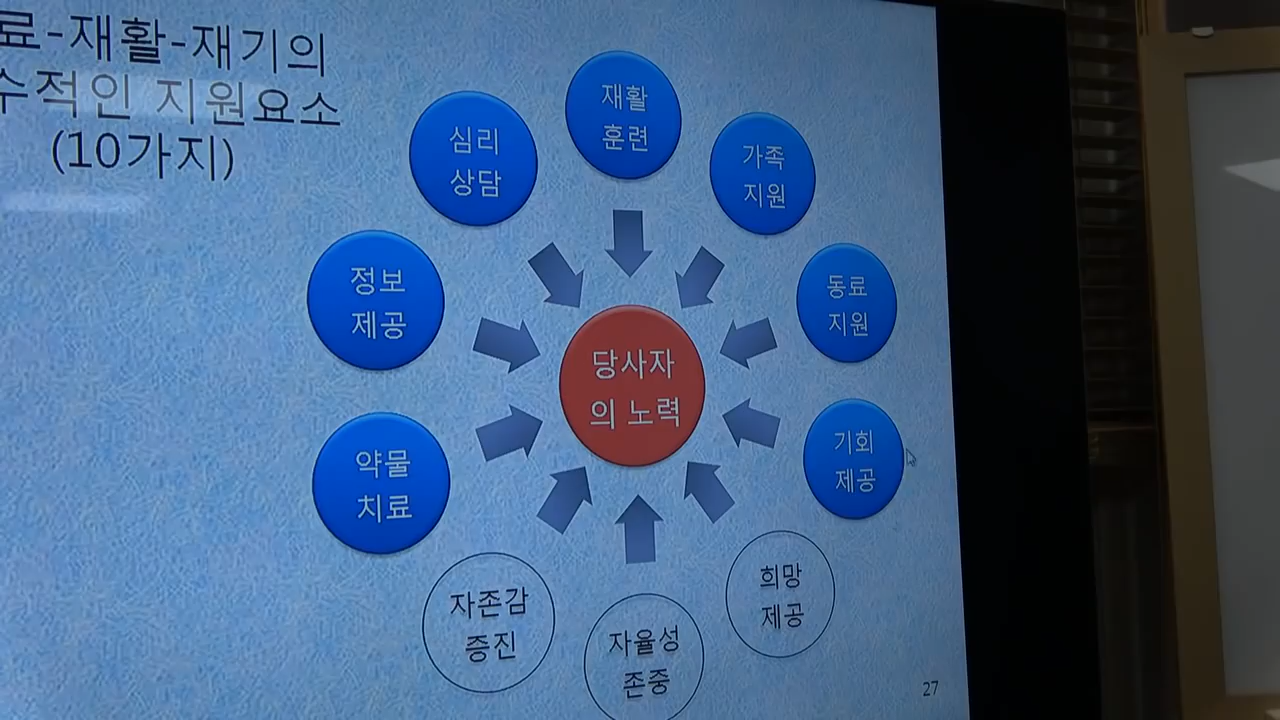 료-재활-재기의
수적인 지원요소
(10가지)
재활
훈련
심리
상담
가족
지원
정보
제공
동료
지원
당사자
의 노력
약물
치료
기회
제공
자존감
증진
자율성
존중
희망
제공
27